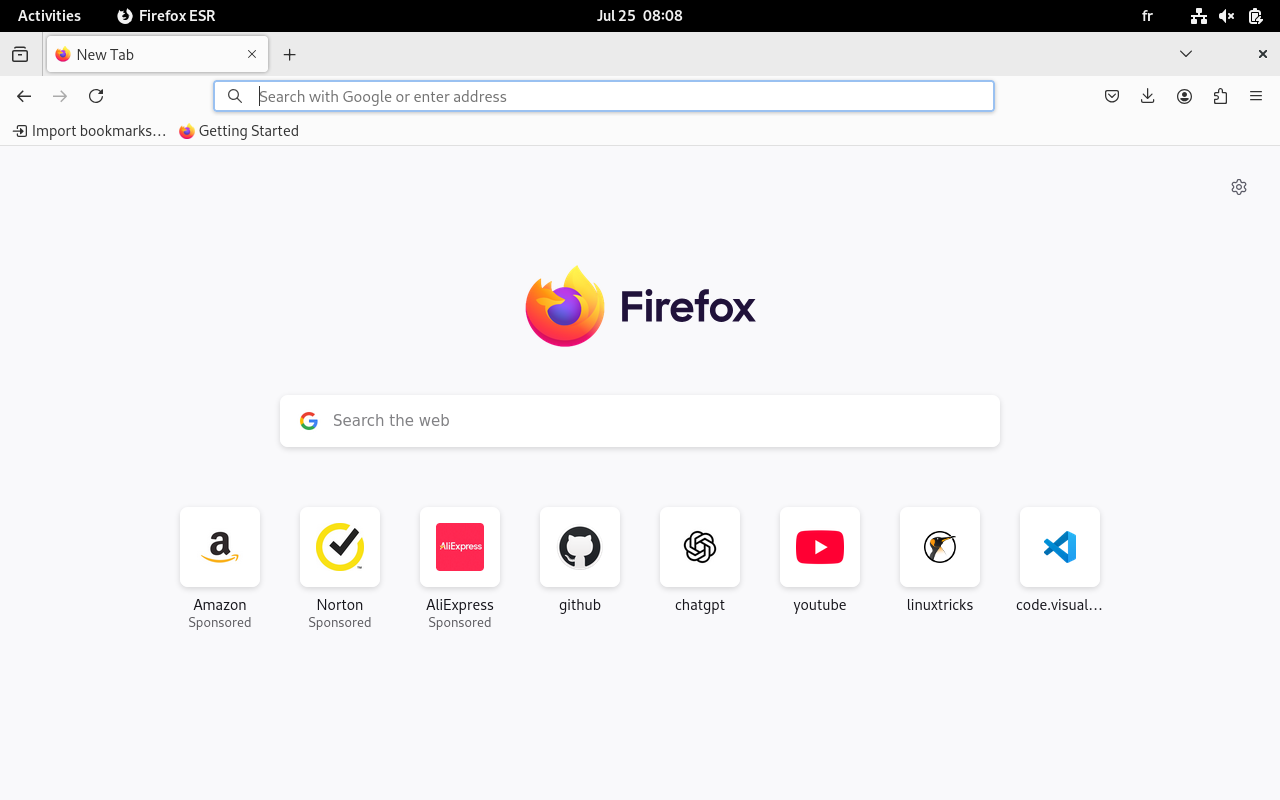 Activities Firefox ESR Jul 25 08:08 fr
New Tab
Search with Google or enter address
Import bookmarks… Getting Started
Firefox
Search the web
AliExpress
Amazon Norton AliExpress github chatgpt youtube linuxtricks code.visual…
Sponsored Sponsored Sponsored